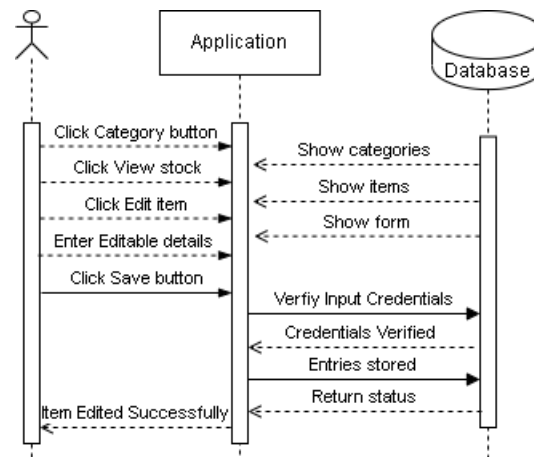 Application
Database
Click Category button
Show categories
Click View stock
Show items
Click Edit item
Show form
Enter Editable details
Click Save button
Verfiy Input Credentials
Credentials Verified
Entries stored
Return status
Item Edited Successfully